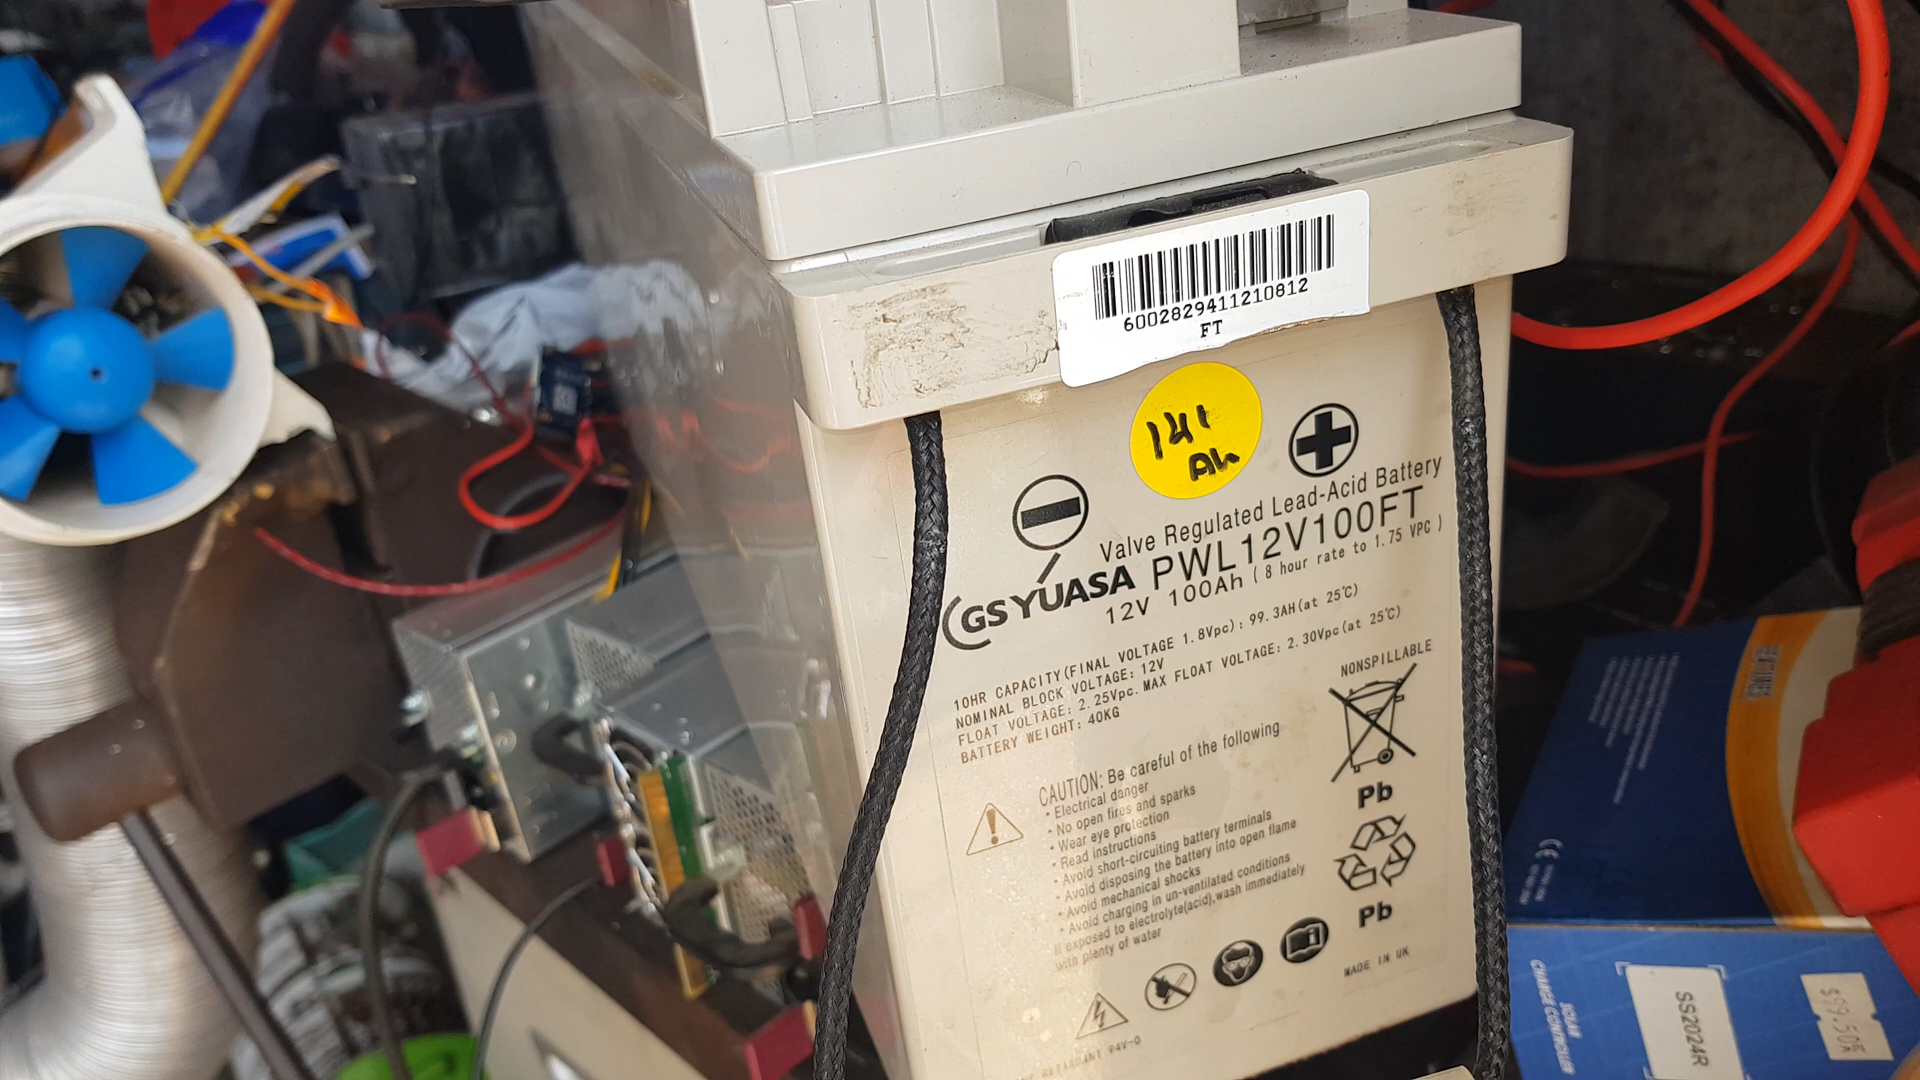 6002829411210812
FT
141
Ah
Valve Regulated Lead-Acid Battery
GS YUASA PWL12V100FT
12V 100Ah ( 8 hour rate to 1.75 VPC )
10HR CAPACITY(FINAL VOLTAGE 1.8Vpc): 99.3AH(at 25℃)
NOMINAL BLOCK VOLTAGE: 12V
FLOAT VOLTAGE: 2.25Vpc. MAX FLOAT VOLTAGE: 2.30Vpc(at 25℃)
BATTERY WEIGHT: 40KG
NONSPILLABLE
Pb
CAUTION: Be careful of the following
• Electrical danger
• No open fires and sparks
• Wear eye protection
• Read instructions
• Avoid short-circuiting battery terminals
• Avoid disposing the battery into open flame
• Avoid mechanical shocks
• Avoid charging in un-ventilated conditions
If exposed to electrolyte(acid),wash immediately
with plenty of water
Pb
MADE IN UK
RETARDANT 94V-0
CE
SOLAR
CHARGE CONTROLLER
SS2024R